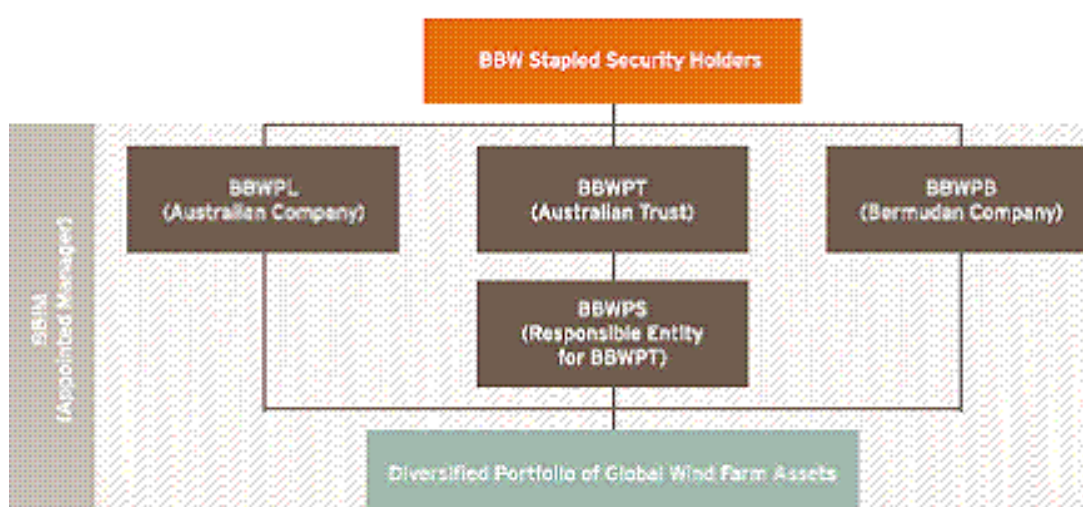 BBW Stapled Security Holders
BBWPL
(Australian Company)
BBWPT
(Australian Trust)
BBWPB
(Bermudan Company)
BBWPS
(Responsible Entity
for BBWPT)
(Appointed Manager)
Diversified Portfolio of Global Wind Farm Assets